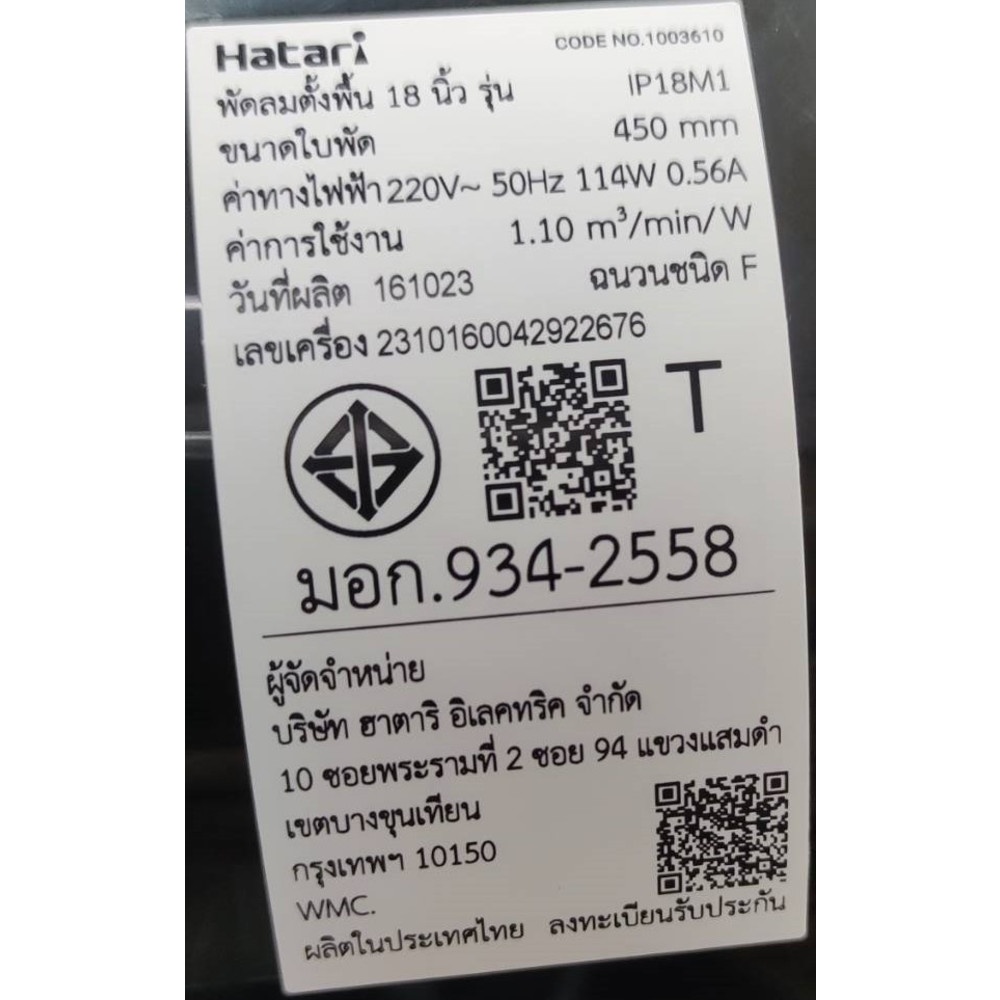 Hatari CODE NO.1003610
พัดลมตั้งพื้น 18 นิ้ว รุ่น IP18M1
ขนาดใบพัด 450 mm
ค่าทางไฟฟ้า 220V~ 50Hz 114W 0.56A
ค่าการใช้งาน 1.10 m³/min/W
วันที่ผลิต 161023 ฉนวนชนิด F
เลขเครื่อง 2310160042922676
T
มอก.934-2558
ผู้จัดจำหน่าย
บริษัท ฮาตาริ อิเลคทริค จำกัด
10 ซอยพระรามที่ 2 ซอย 94 แขวงแสมดำ
เขตบางขุนเทียน
กรุงเทพฯ 10150
WMC.
ผลิตในประเทศไทย ลงทะเบียนรับประกัน